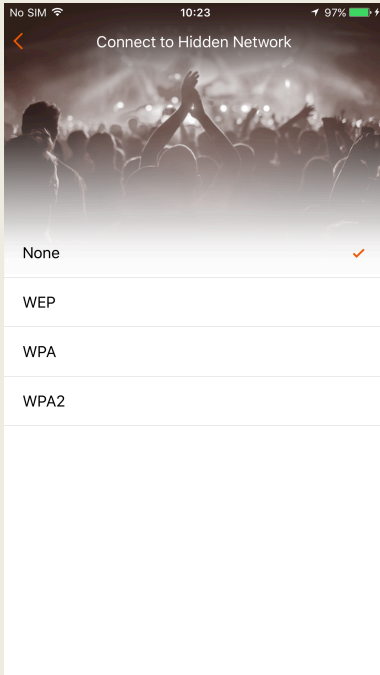 No SIM 10:23 97%
Connect to Hidden Network
None
WEP
WPA
WPA2